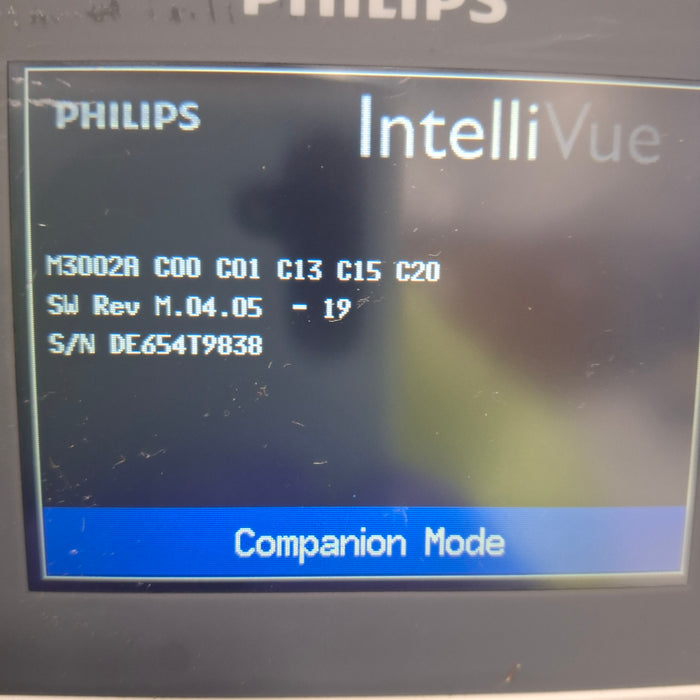 PHILIPS
PHILIPS IntelliVue
M3002A C00 C01 C13 C15 C20
SW Rev M.04.05 - 19
S/N DE654T9838
Companion Mode